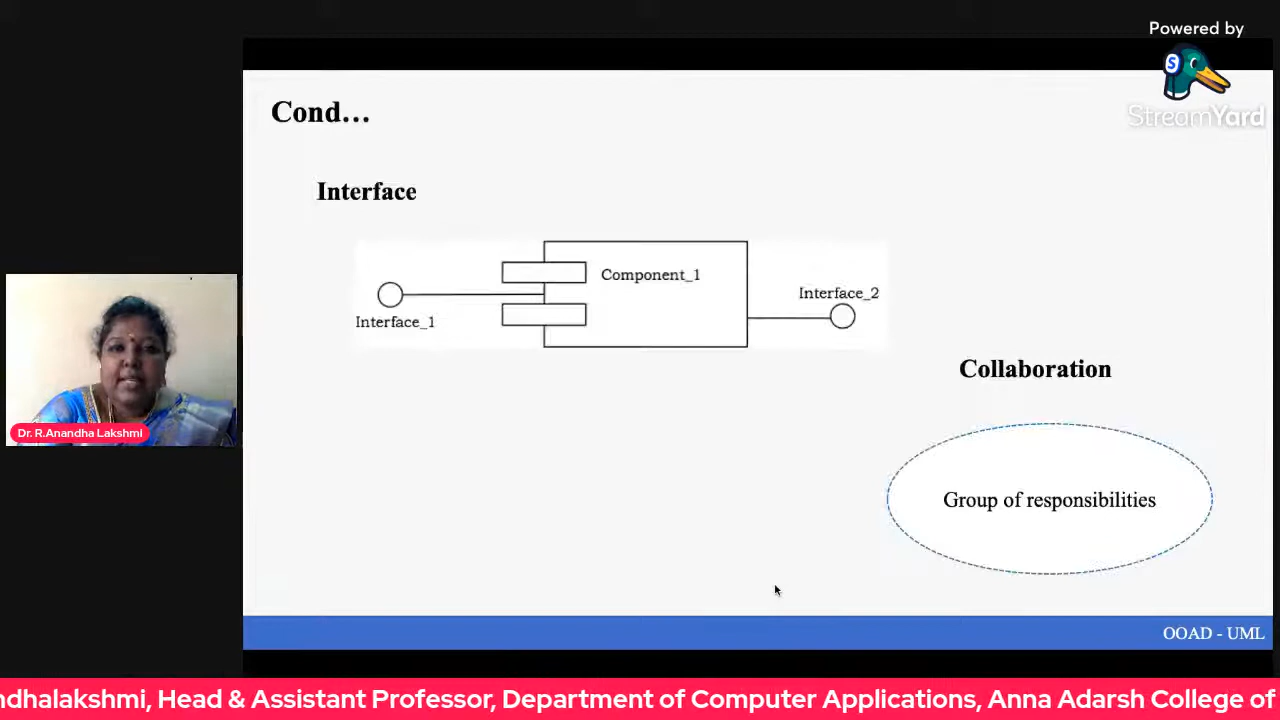 Powered by
StreamYard
Cond...
Interface
Component_1
Interface_2
Interface_1
Collaboration
Dr. R.Anandha Lakshmi
Group of responsibilities
OOAD - UML
ndhalakshmi, Head & Assistant Professor, Department of Computer Applications, Anna Adarsh College of